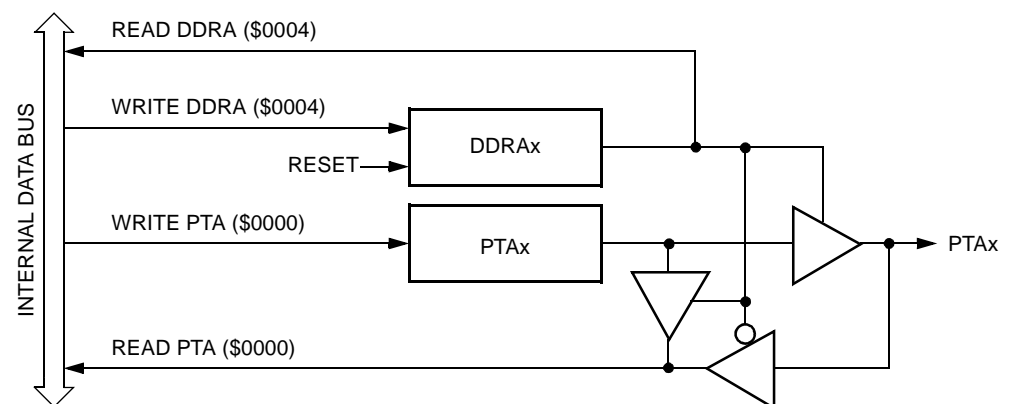 READ DDRA ($0004)
WRITE DDRA ($0004)
DDRAx
RESET
WRITE PTA ($0000)
PTAx
PTAx
READ PTA ($0000)
INTERNAL DATA BUS